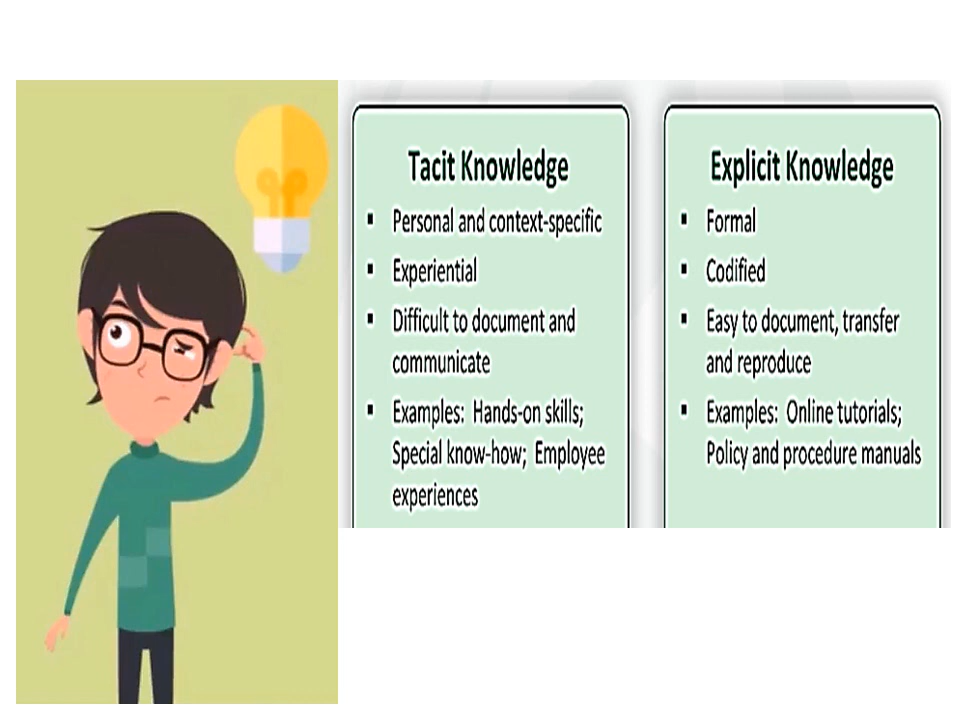 Tacit Knowledge
▪ Personal and context-specific
▪ Experiential
▪ Difficult to document and
communicate
▪ Examples: Hands-on skills;
Special know-how; Employee
experiences
Explicit Knowledge
▪ Formal
▪ Codified
▪ Easy to document, transfer
and reproduce
▪ Examples: Online tutorials;
Policy and procedure manuals